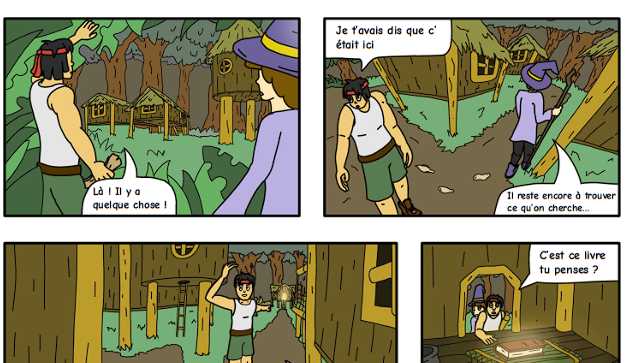 Là ! Il y a
quelque chose !
Je t'avais dis que c'
était ici
Il reste encore à trouver
ce qu'on cherche...
C'est ce livre
tu penses ?